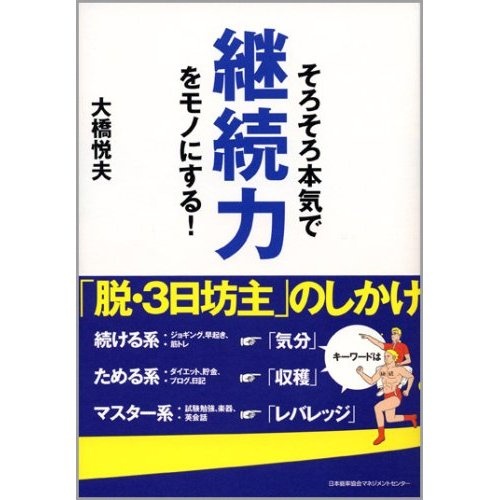 そろそろ本気で
継続力
をモノにする!
大橋悦夫
「脱・3日坊主」のしかけ
続ける系・ジョギング、早起き、
・筋トレ
☞「気分」
ためる系・ダイエット、貯金、
・ブログ、日記
☞「収穫」
マスター系・試験勉強、楽器、
・英会話
☞「レバレッジ」
キーワードは
日本能率協会マネジメントセンター